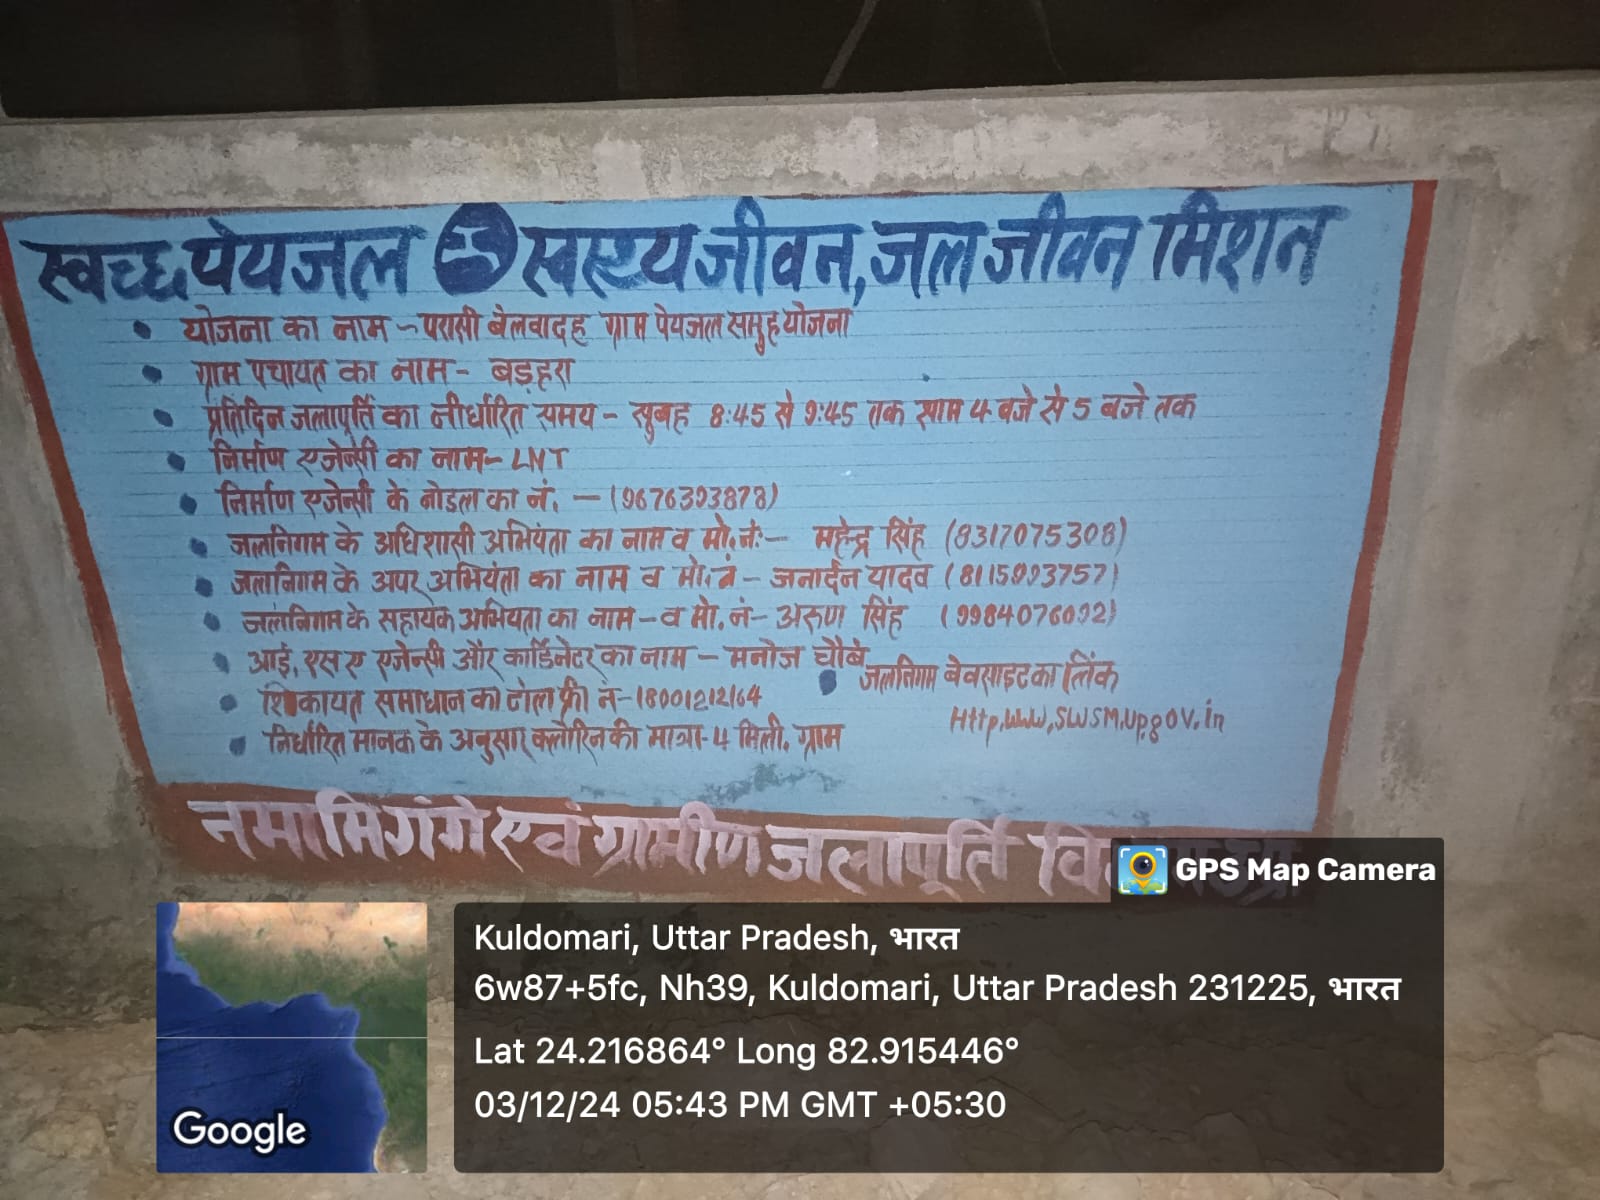 स्वच्छ पेयजल स्वस्थ्य जीवन, जल जीवन मिशन
योजना का नाम - परासी बेलवादह ग्राम पेयजल समुह योजना
ग्राम पचायत का नाम - बड़हरा
प्रतिदिन जलापूर्ति का नीर्धारित समय - सुबह 8:45 से 9:45 तक साम 4 बजे से 5 बजे तक
निर्माण एजेन्सी का नाम - LNT
निर्माण एजेन्सी के नोडल का नं. - (9676393878)
जलनिगम के अधिशासी अभियंता का नाम व मो.नं:- महेन्द्र सिंह (8317075308)
जलनिगम के अपर अभियंता का नाम व मो. नं - जनार्दन यादव (8115993757)
जलनिगम के सहायक अभियता का नाम - व मो. नं - अरुण सिंह (9984076092)
आई. एस ए एजेन्सी और कार्डिनेटर का नाम - मनोज चौबे
शिकायत समाधान का टोल फ्री नं - 18001212164
निर्धारित मानक के अनुसार क्लोरिन की मात्रा - 4 मिली. ग्राम
जलनिगम बेवसाइट का लिंक
Http.WWW.SWSM.Up.gov.in
नमामि गंगे एवं ग्रामीण जलापूर्ति
GPS Map Camera
Kuldomari, Uttar Pradesh, भारत
6w87+5fc, Nh39, Kuldomari, Uttar Pradesh 231225, भारत
Lat 24.216864° Long 82.915446°
03/12/24 05:43 PM GMT +05:30
Google